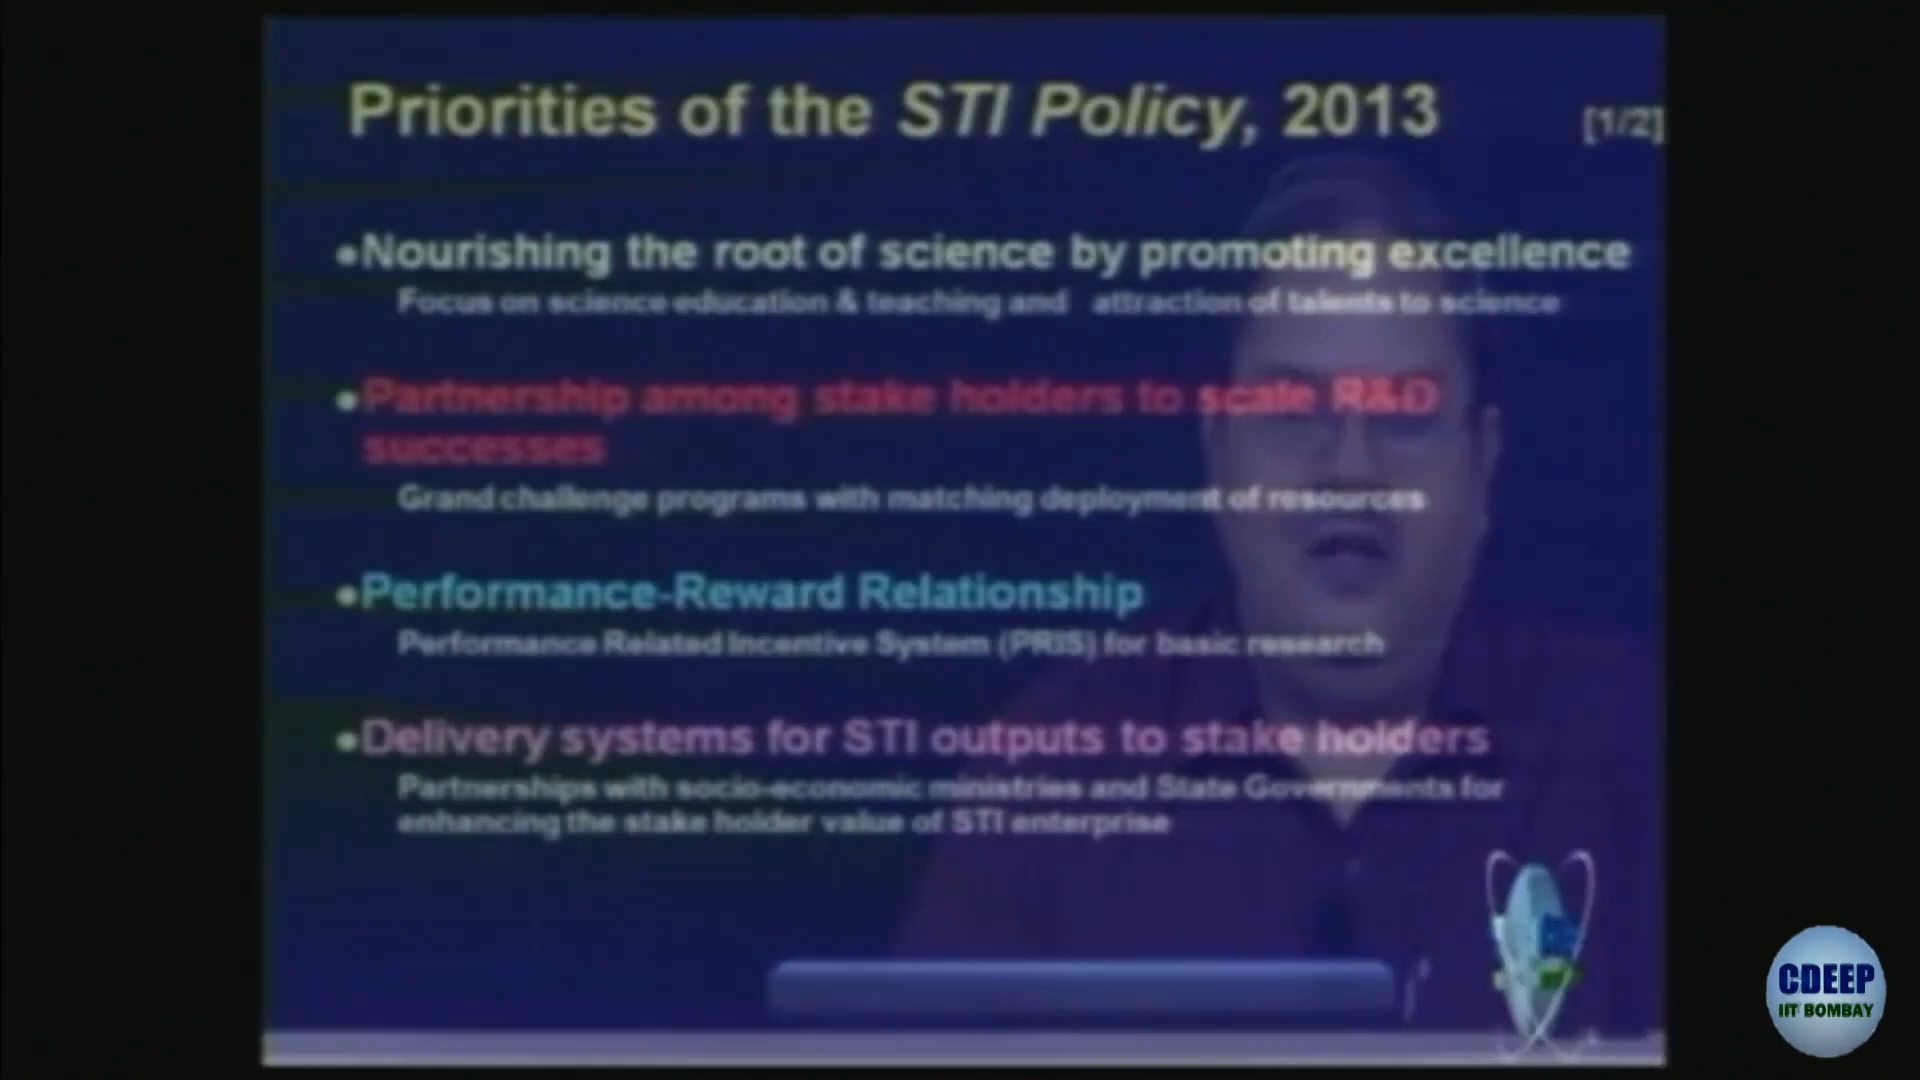 Priorities of the STI Policy, 2013 [1/2]
•Nourishing the root of science by promoting excellence
Focus on science education & teaching and attraction of talents to science
•Partnership among stake holders to scale R&D
successes
Grand challenge programs with matching deployment of resources
•Performance-Reward Relationship
Performance Related Incentive System (PRIS) for basic research
•Delivery systems for STI outputs to stake holders
Partnerships with socio-economic ministries and State Governments for
enhancing the stake holder value of STI enterprise
CDEEP
IIT BOMBAY